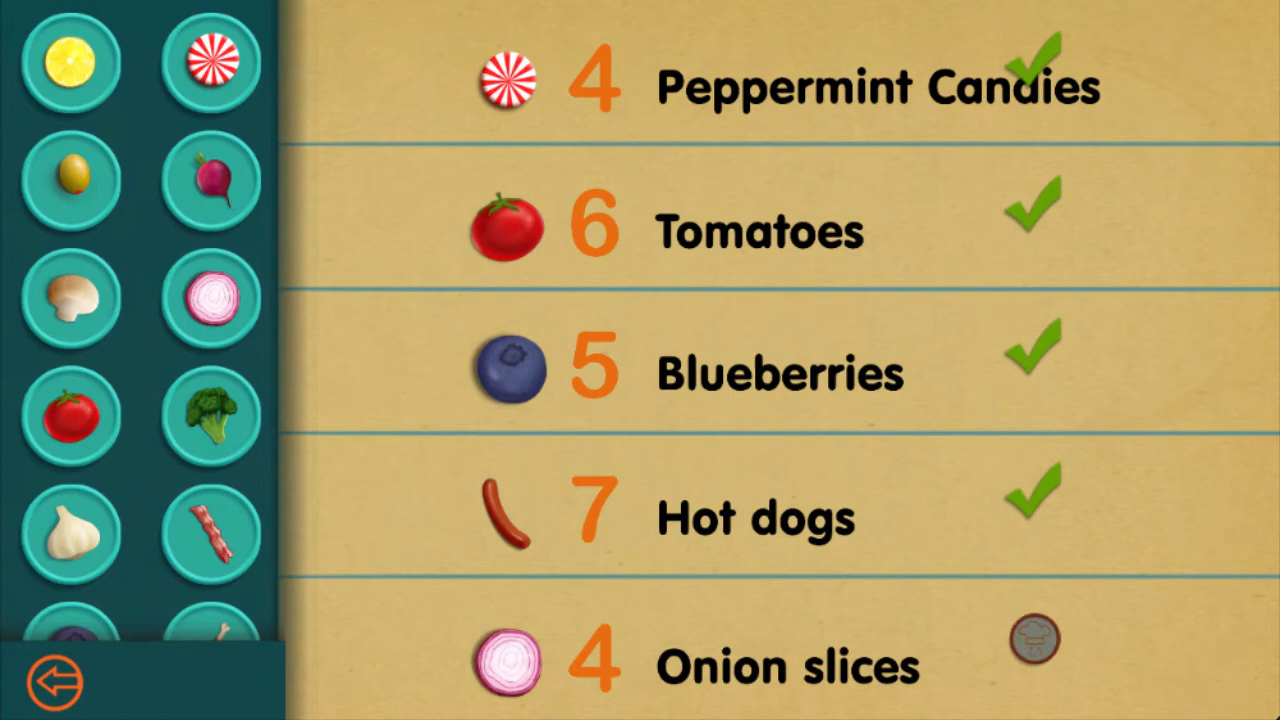 4 Peppermint Candies
6 Tomatoes
5 Blueberries
7 Hot dogs
4 Onion slices